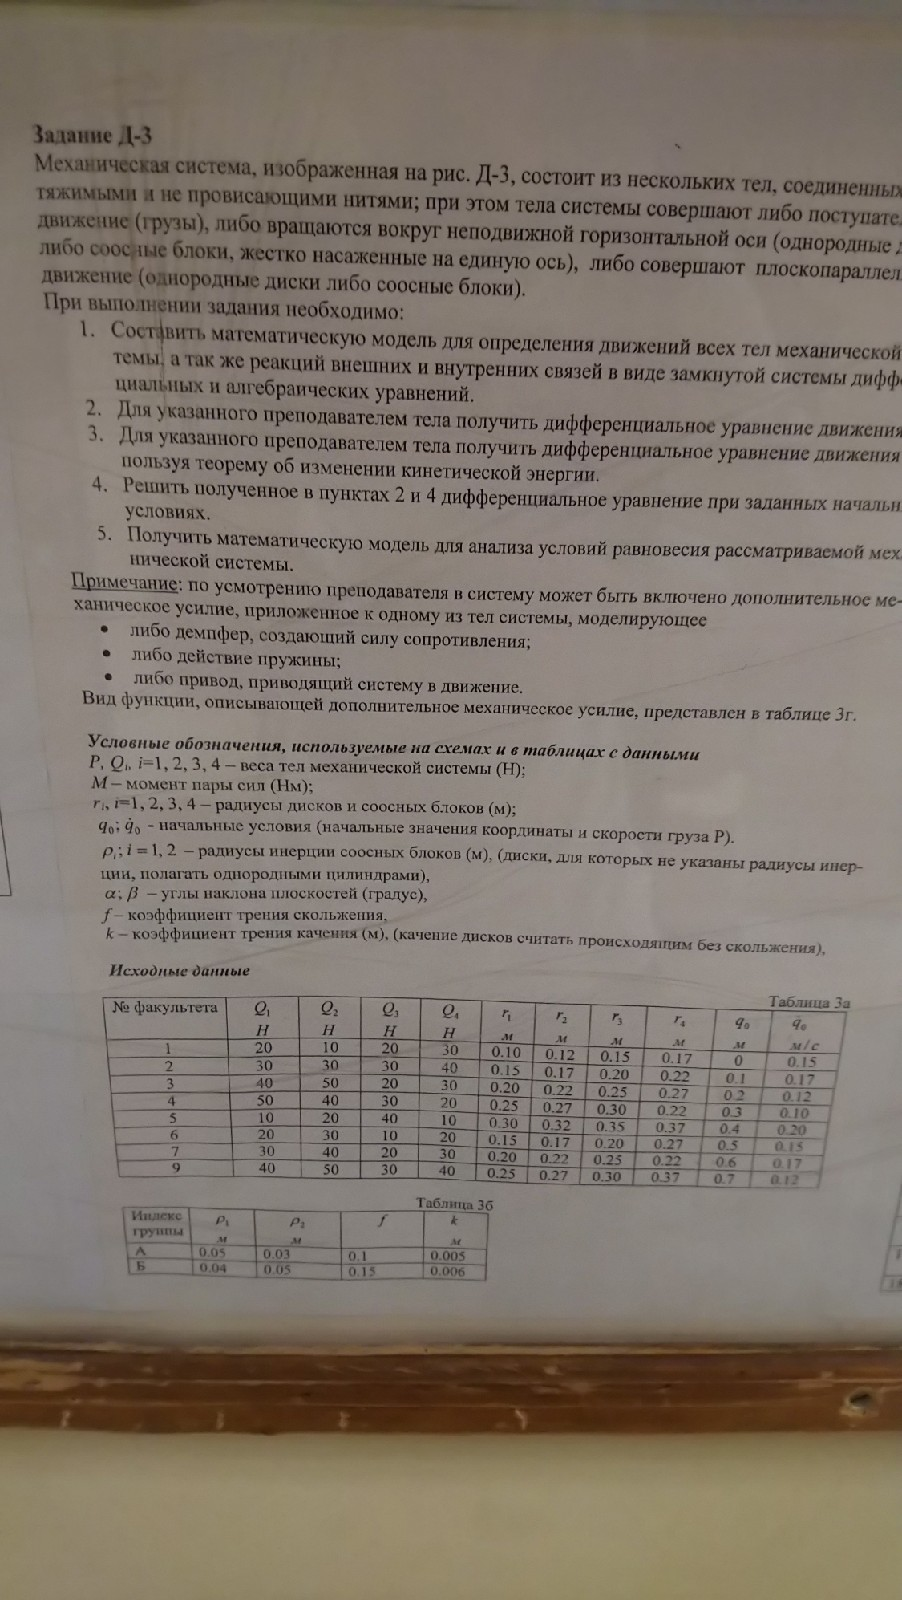 Задание Д-3
Механическая система, изображенная на рис. Д-3, состоит из нескольких тел, соединенных
тяжимыми и не провисающими нитями; при этом тела системы совершают либо поступате
движение (грузы), либо вращаются вокруг неподвижной горизонтальной оси (однородные
либо соосные блоки, жестко насаженные на единую ось), либо совершают плоскопараллел
движение (однородные диски либо соосные блоки).
При выполнении задания необходимо:
1. Составить математическую модель для определения движений всех тел механической
темы, а так же реакций внешних и внутренних связей в виде замкнутой системы дифф
циальных и алгебраических уравнений.
2. Для указанного преподавателем тела получить дифференциальное уравнение движения
3. Для указанного преподавателем тела получить дифференциальное уравнение движения
пользуя теорему об изменении кинетической энергии.
4. Решить полученное в пунктах 2 и 4 дифференциальное уравнение при заданных начальн
условиях.
5. Получить математическую модель для анализа условий равновесия рассматриваемой мех
нической системы.
Примечание: по усмотрению преподавателя в систему может быть включено дополнительное ме-
ханическое усилие, приложенное к одному из тел системы, моделирующее
• либо демпфер, создающий силу сопротивления;
• либо действие пружины;
• либо привод, приводящий систему в движение.
Вид функции, описывающей дополнительное механическое усилие, представлен в таблице 3г.
Условные обозначения, используемые на схемах и в таблицах с данными
P, Qi, i=1, 2, 3, 4 – веса тел механической системы (Н);
M – момент пары сил (Нм);
ri, i=1, 2, 3, 4 – радиусы дисков и соосных блоков (м);
q₀; q̇₀ - начальные условия (начальные значения координаты и скорости груза P).
ρi; i = 1, 2 – радиусы инерции соосных блоков (м), (диски, для которых не указаны радиусы инер-
ции, полагать однородными цилиндрами),
α; β – углы наклона плоскостей (градус),
f – коэффициент трения скольжения,
k – коэффициент трения качения (м), (качение дисков считать происходящим без скольжения),
Исходные данные
Таблица 3а
№ факультета Q₁ Q₂ Q₃ Q₄ r₁ r₂ r₃ r₄ q₀ q̇₀
Н Н Н Н м м м м м м/с
1 20 10 20 30 0.10 0.12 0.15 0.17 0 0.15
2 30 30 30 40 0.15 0.17 0.20 0.22 0.1 0.17
3 40 50 20 30 0.20 0.22 0.25 0.27 0.2 0.12
4 50 40 30 20 0.25 0.27 0.30 0.22 0.3 0.10
5 10 20 40 10 0.30 0.32 0.35 0.37 0.4 0.20
6 20 30 10 20 0.15 0.17 0.20 0.27 0.5 0.15
7 30 40 20 30 0.20 0.22 0.25 0.22 0.6 0.17
9 40 50 30 40 0.25 0.27 0.30 0.37 0.7 0.12
Таблица 3б
Индекс группы ρ₁ ρ₂ f k
м м м
А 0.05 0.03 0.1 0.005
Б 0.04 0.05 0.15 0.006